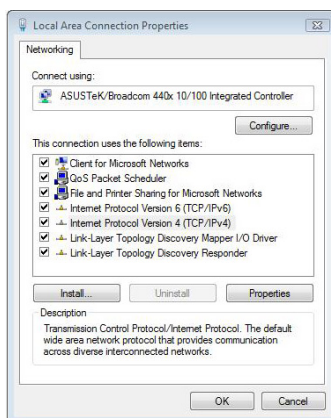 Local Area Connection Properties
Networking
Connect using:
ASUSTeK/Broadcom 440x 10/100 Integrated Controller
Configure...
This connection uses the following items:
Client for Microsoft Networks
QoS Packet Scheduler
File and Printer Sharing for Microsoft Networks
Internet Protocol Version 6 (TCP/IPv6)
Internet Protocol Version 4 (TCP/IPv4)
Link-Layer Topology Discovery Mapper I/O Driver
Link-Layer Topology Discovery Responder
Install... Uninstall Properties
Description
Transmission Control Protocol/Internet Protocol. The default
wide area network protocol that provides communication
across diverse interconnected networks.
OK Cancel